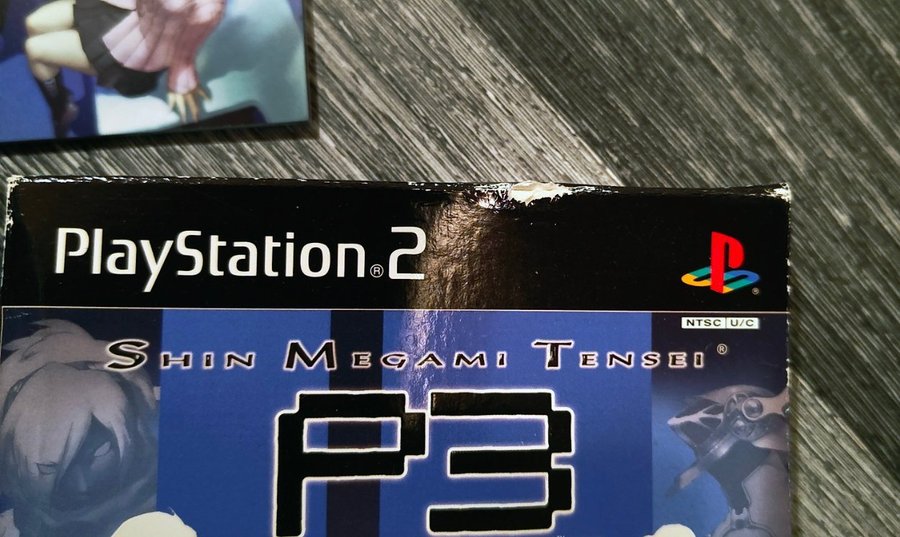 PlayStation®2
NTSC U/C
SHIN MEGAMI TENSEI®
P3